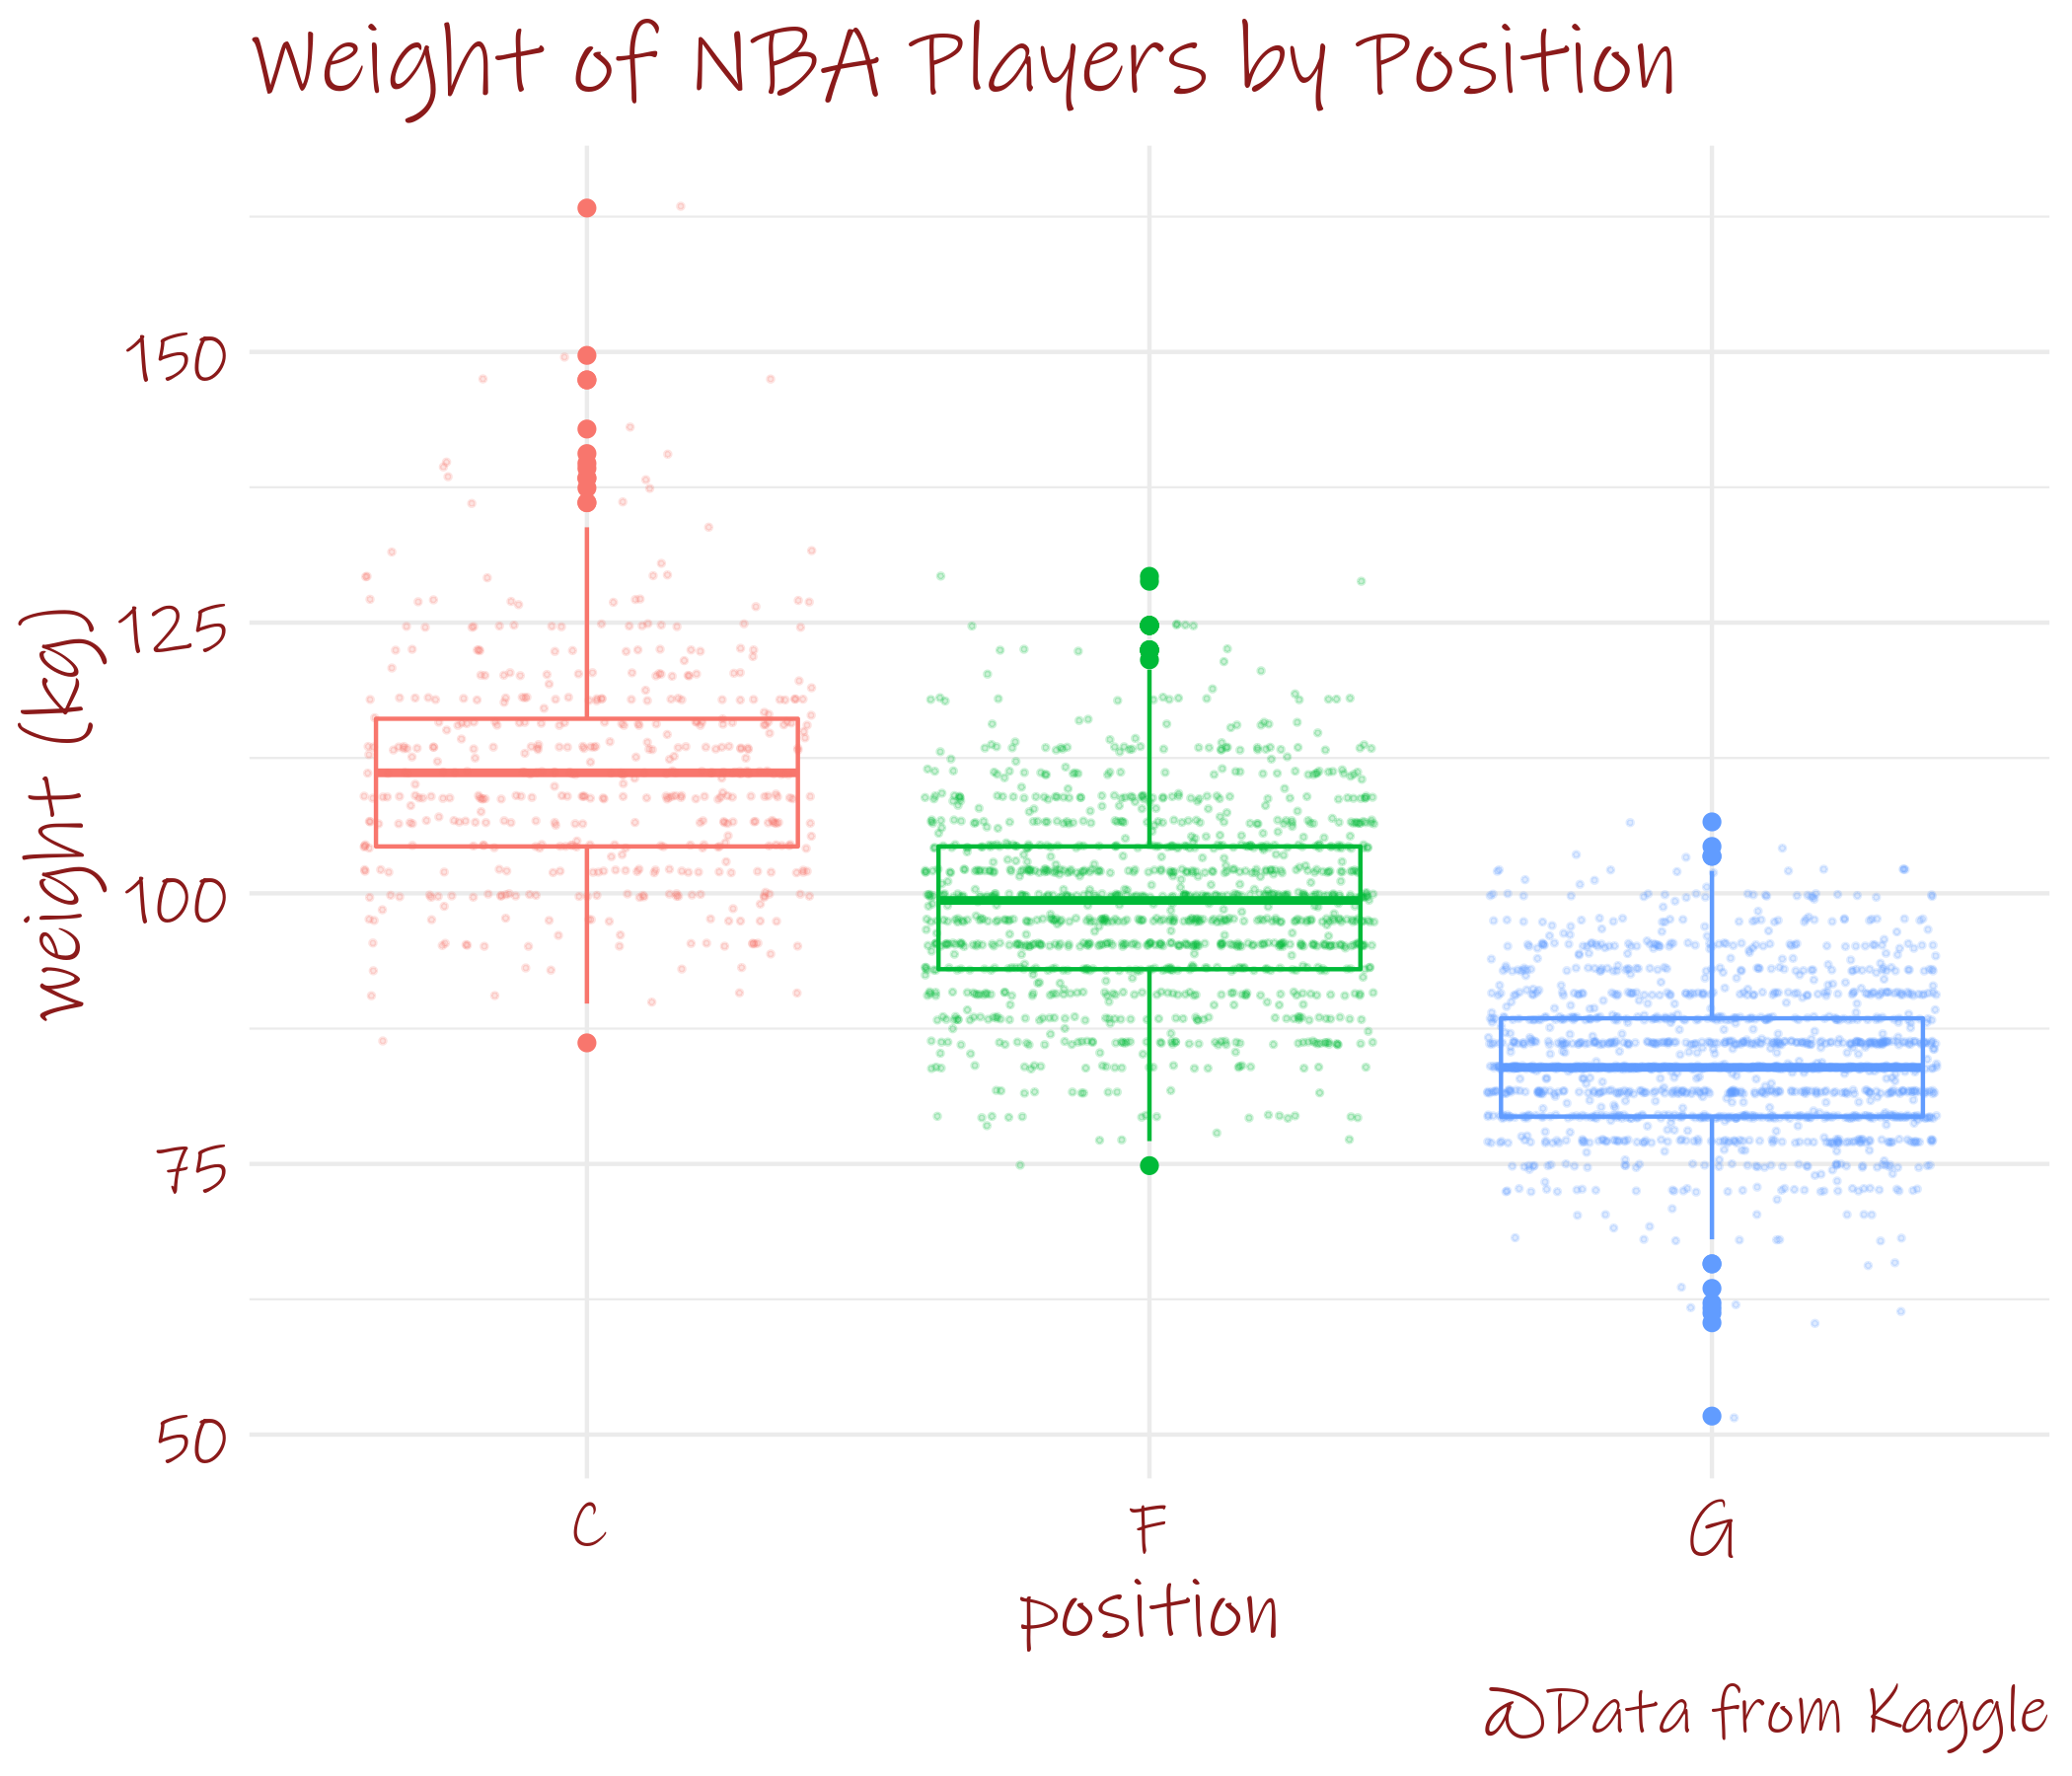 Weight of NBA Players by Position
weight (kg)
150
125
100
75
50
C
F
G
position
@Data from Kaggle